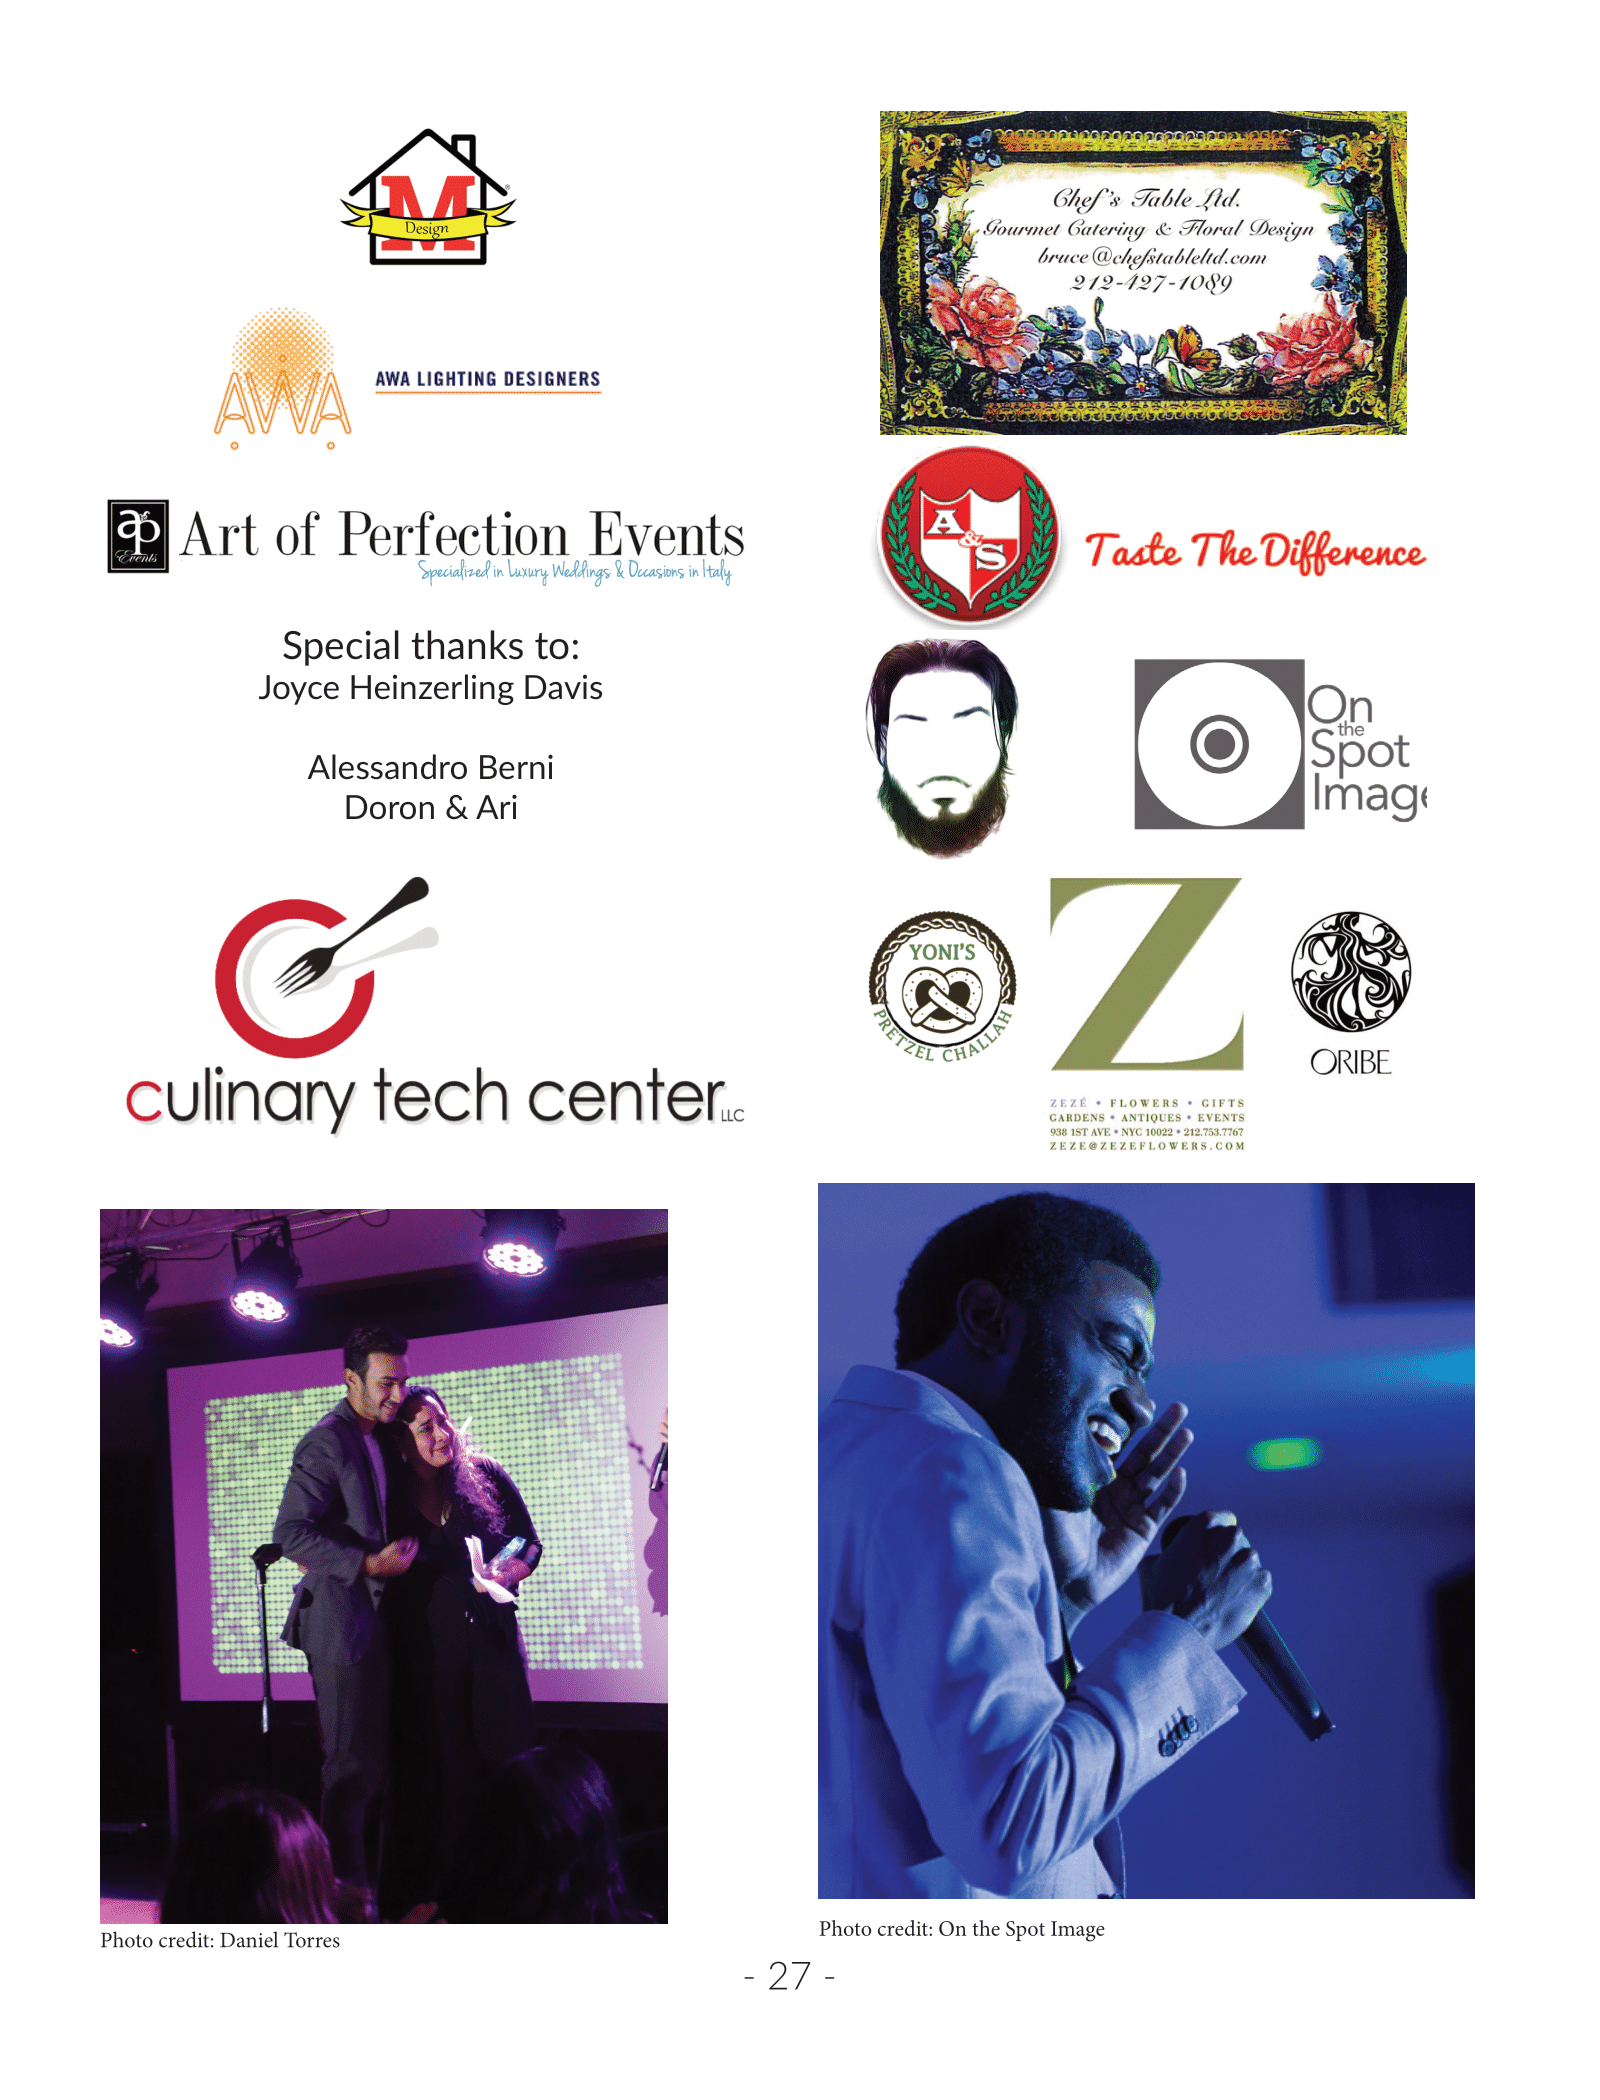 M
Design
®
AWA
AWA LIGHTING DESIGNERS
ap
Events
Art of Perfection Events
Specialized in Luxury Weddings & Occasions in Italy
Special thanks to:
Joyce Heinzerling Davis
Alessandro Berni
Doron & Ari
culinary tech center LLC
Chef's Table Ltd.
Gourmet Catering & Floral Design
bruce@chefstableltd.com
212-427-1089
A
&
S
Taste The Difference
On
the
Spot
Image
YONI'S
PRETZEL CHALLAH
Z
ZEZÉ • FLOWERS • GIFTS
GARDENS • ANTIQUES • EVENTS
938 1ST AVE • NYC 10022 • 212.753.7767
ZEZE@ZEZEFLOWERS.COM
ORIBE
Photo credit: Daniel Torres
Photo credit: On the Spot Image
- 27 -